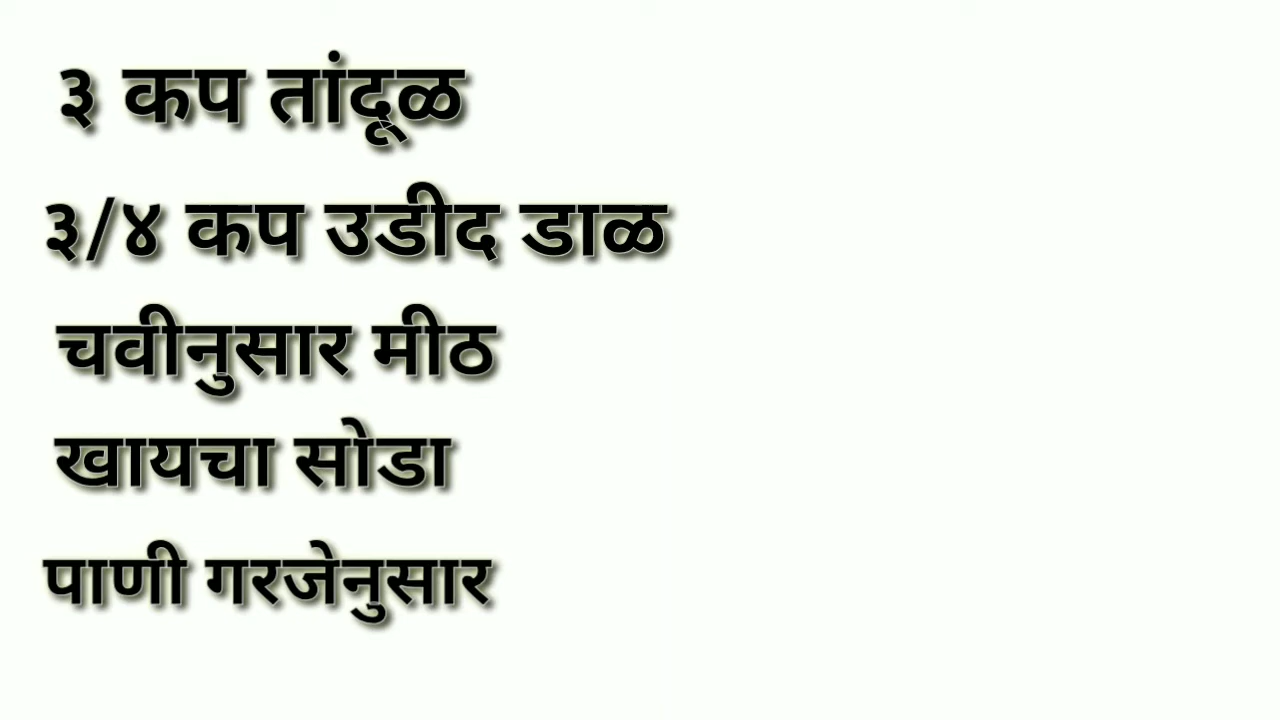 ३ कप तांदूळ
३/४ कप उडीद डाळ
चवीनुसार मीठ
खायचा सोडा
पाणी गरजेनुसार